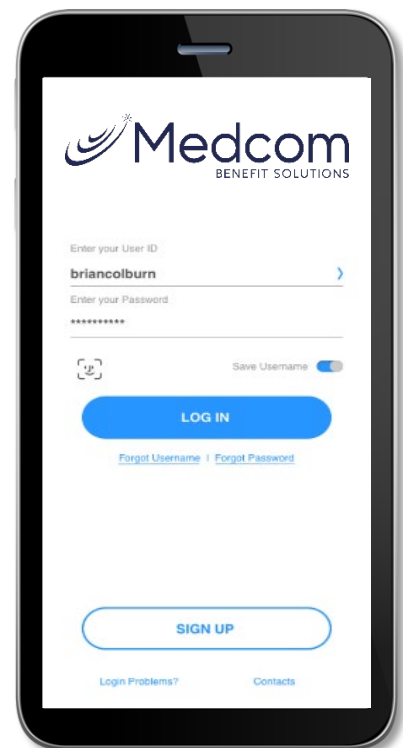 Medcom
BENEFIT SOLUTIONS
Enter your User ID
briancolburn
Enter your Password
**********
Save Username
LOG IN
Forgot Username | Forgot Password
SIGN UP
Login Problems? Contacts